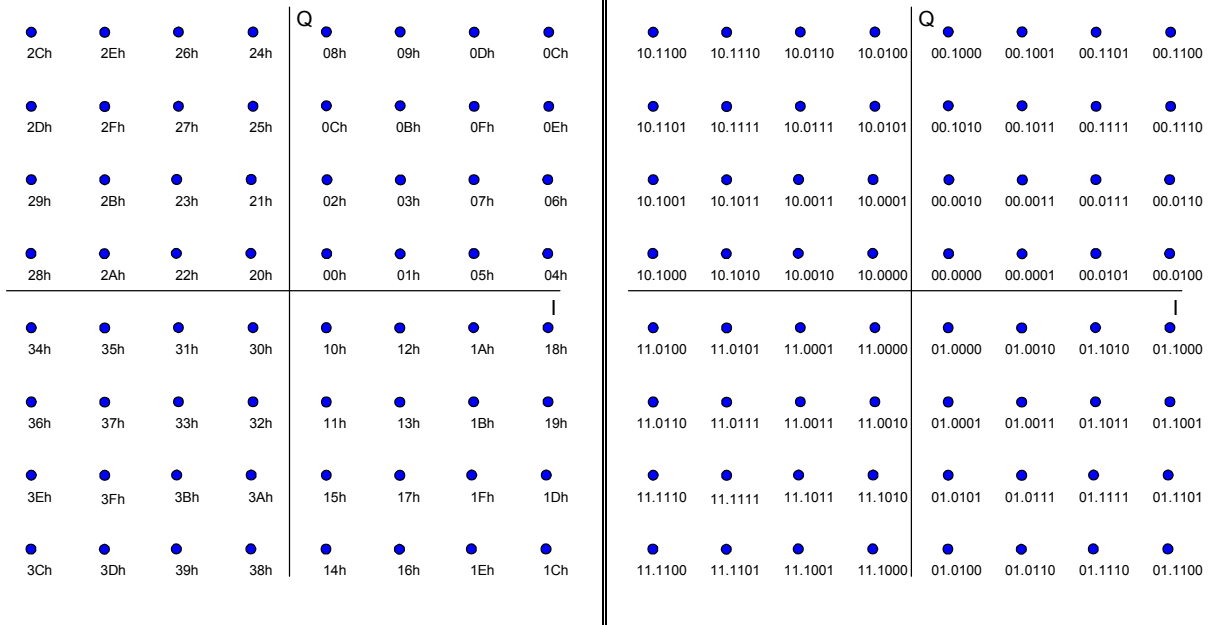 Q
2Ch 2Eh 26h 24h 08h 09h 0Dh 0Ch
2Dh 2Fh 27h 25h 0Ch 0Bh 0Fh 0Eh
29h 2Bh 23h 21h 02h 03h 07h 06h
28h 2Ah 22h 20h 00h 01h 05h 04h
I
34h 35h 31h 30h 10h 12h 1Ah 18h
36h 37h 33h 32h 11h 13h 1Bh 19h
3Eh 3Fh 3Bh 3Ah 15h 17h 1Fh 1Dh
3Ch 3Dh 39h 38h 14h 16h 1Eh 1Ch
Q
10.1100 10.1110 10.0110 10.0100 00.1000 00.1001 00.1101 00.1100
10.1101 10.1111 10.0111 10.0101 00.1010 00.1011 00.1111 00.1110
10.1001 10.1011 10.0011 10.0001 00.0010 00.0011 00.0111 00.0110
10.1000 10.1010 10.0010 10.0000 00.0000 00.0001 00.0101 00.0100
I
11.0100 11.0101 11.0001 11.0000 01.0000 01.0010 01.1010 01.1000
11.0110 11.0111 11.0011 11.0010 01.0001 01.0011 01.1011 01.1001
11.1110 11.1111 11.1011 11.1010 01.0101 01.0111 01.1111 01.1101
11.1100 11.1101 11.1001 11.1000 01.0100 01.0110 01.1110 01.1100